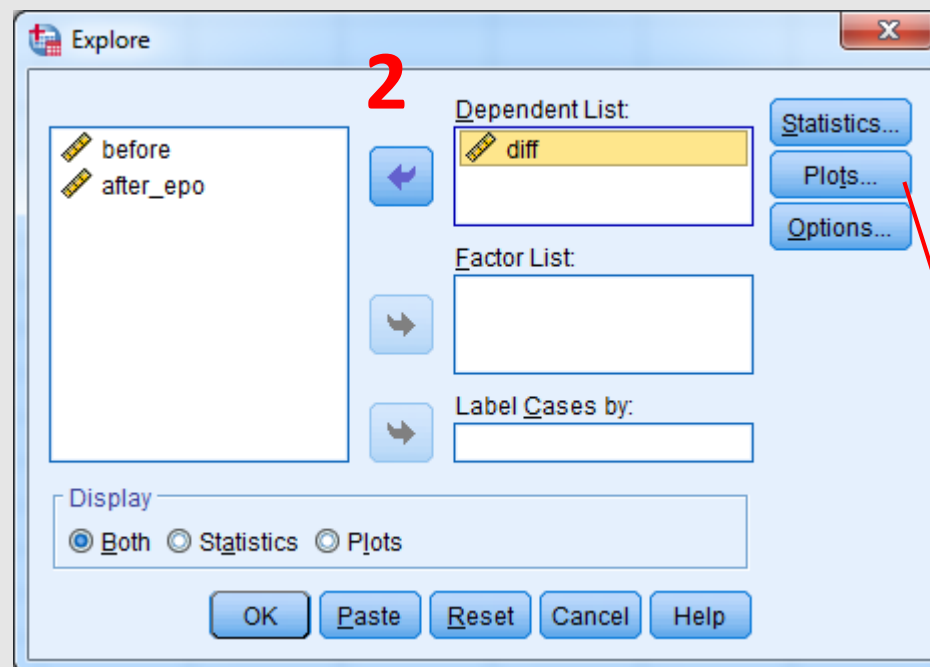 Explore
x
2
before
after_epo
Dependent List:
diff
Factor List:
Label Cases by:
Statistics...
Plots...
Options...
Display
Both Statistics Plots
OK Paste Reset Cancel Help